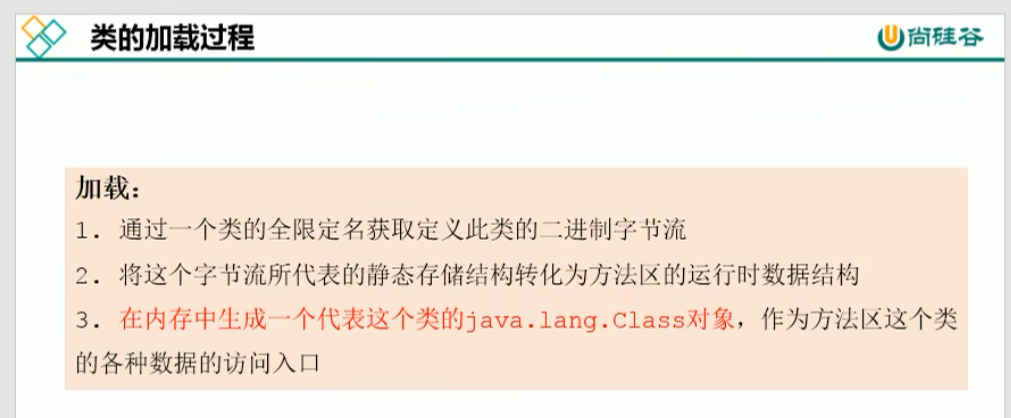 类的加载过程
尚硅谷
加载：
1. 通过一个类的全限定名获取定义此类的二进制字节流
2. 将这个字节流所代表的静态存储结构转化为方法区的运行时数据结构
3. 在内存中生成一个代表这个类的java.lang.Class对象，作为方法区这个类
的各种数据的访问入口